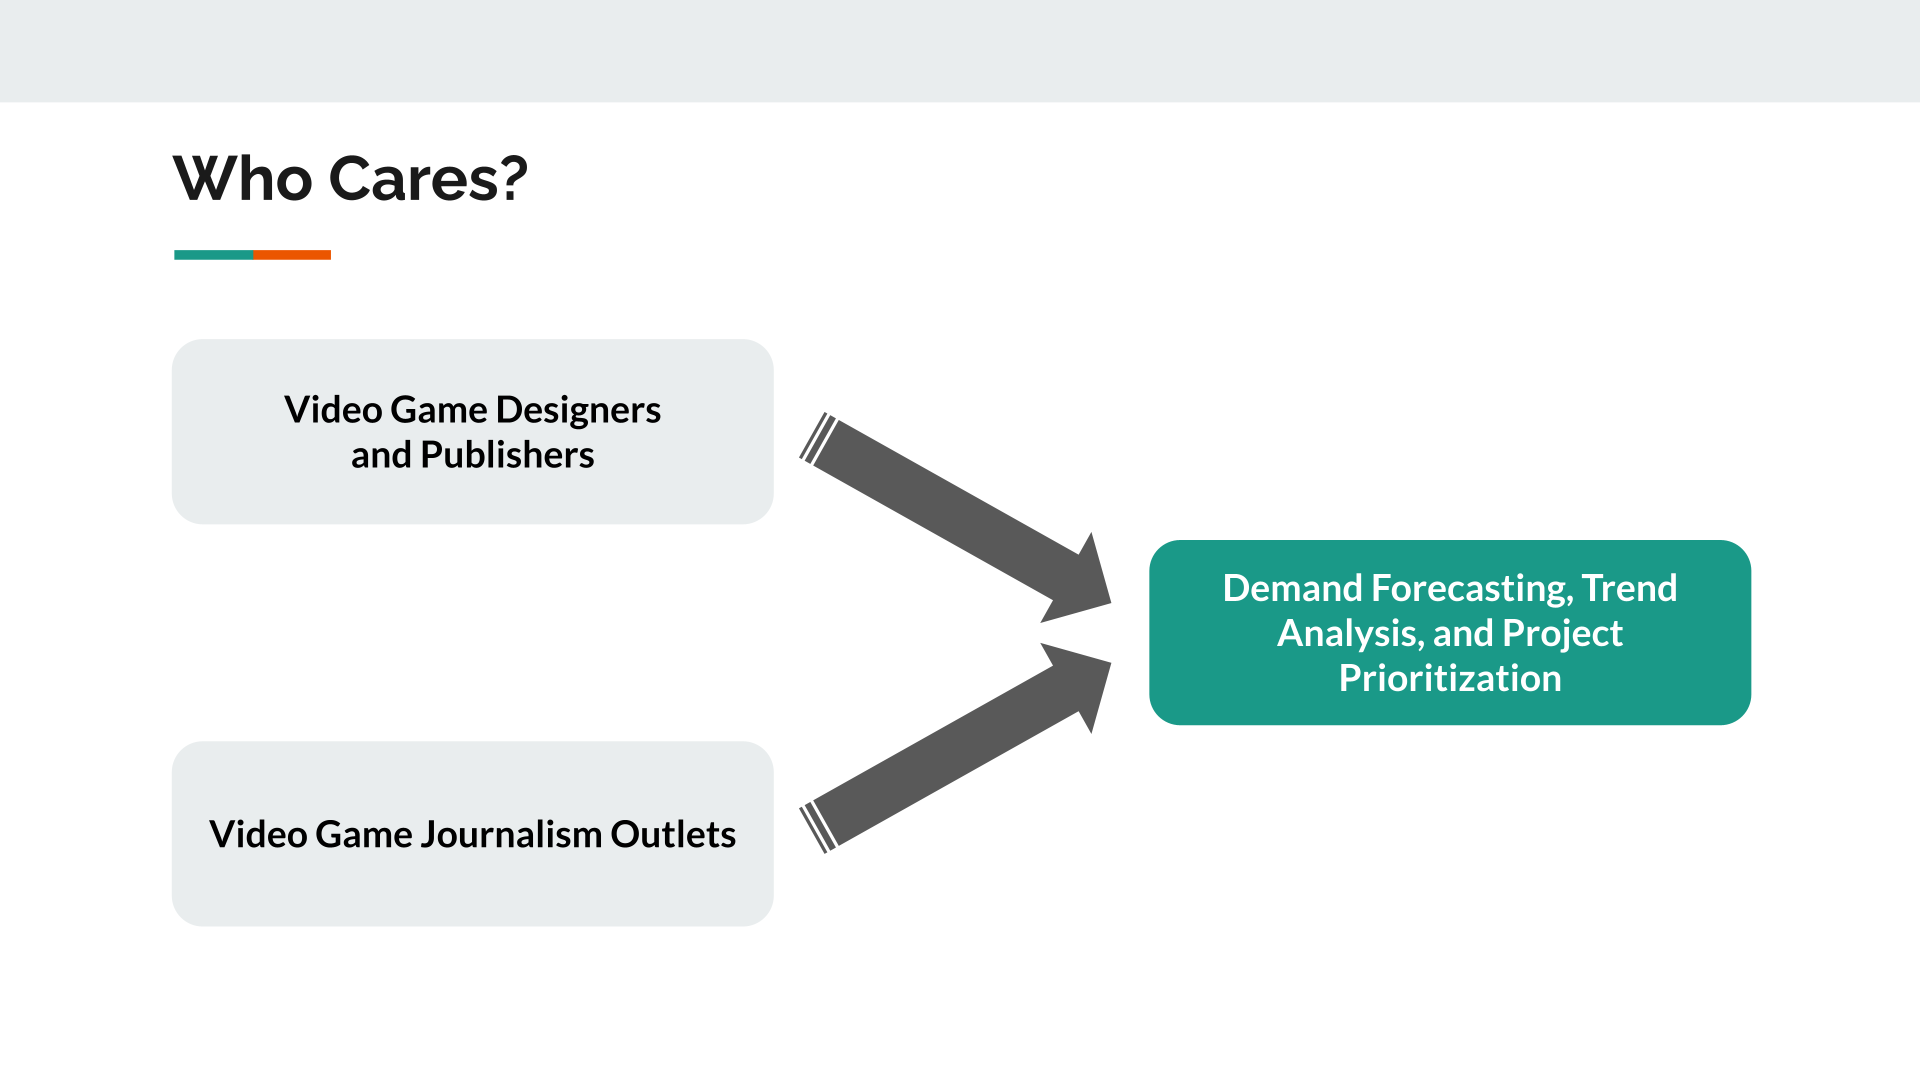 Who Cares?
Video Game Designers
and Publishers
Demand Forecasting, Trend
Analysis, and Project
Prioritization
Video Game Journalism Outlets